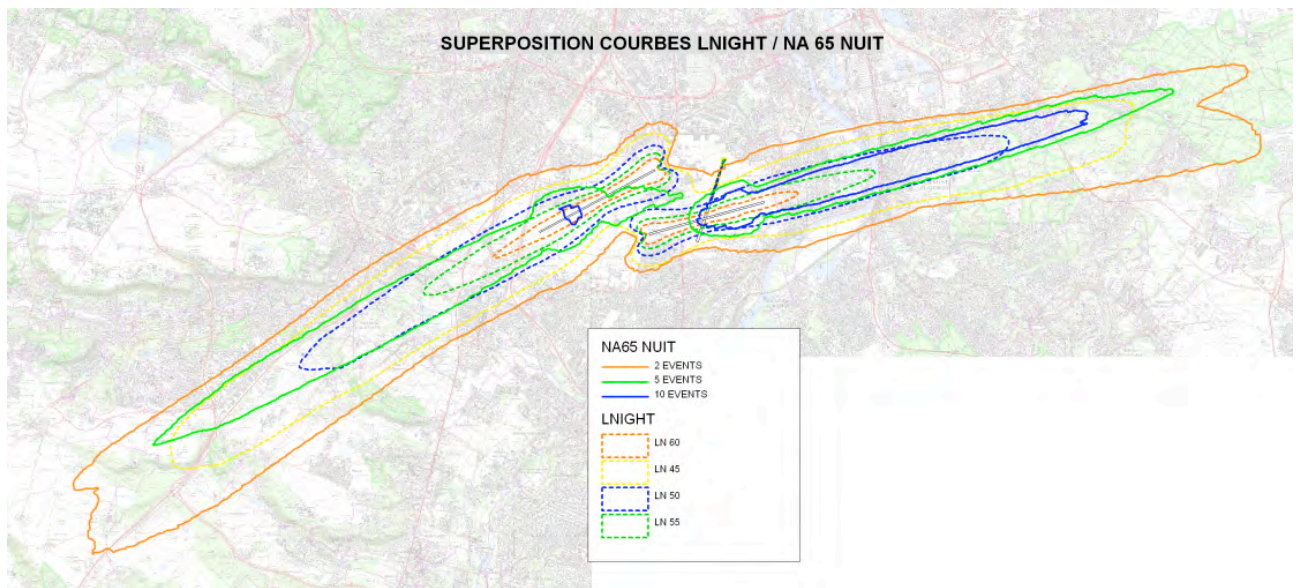 SUPERPOSITION COURBES LNIGHT / NA 65 NUIT
NA65 NUIT
2 EVENTS
5 EVENTS
10 EVENTS
LNIGHT
LN 60
LN 45
LN 50
LN 55